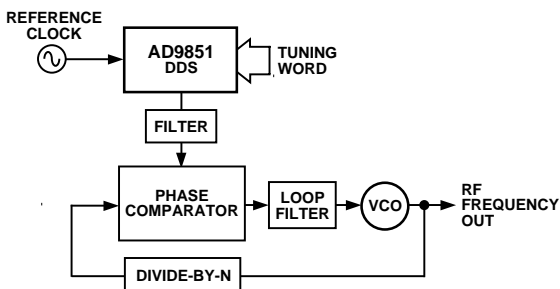 REFERENCE
CLOCK
AD9851
DDS
TUNING
WORD
FILTER
PHASE
COMPARATOR
LOOP
FILTER
VCO
RF
FREQUENCY
OUT
DIVIDE-BY-N